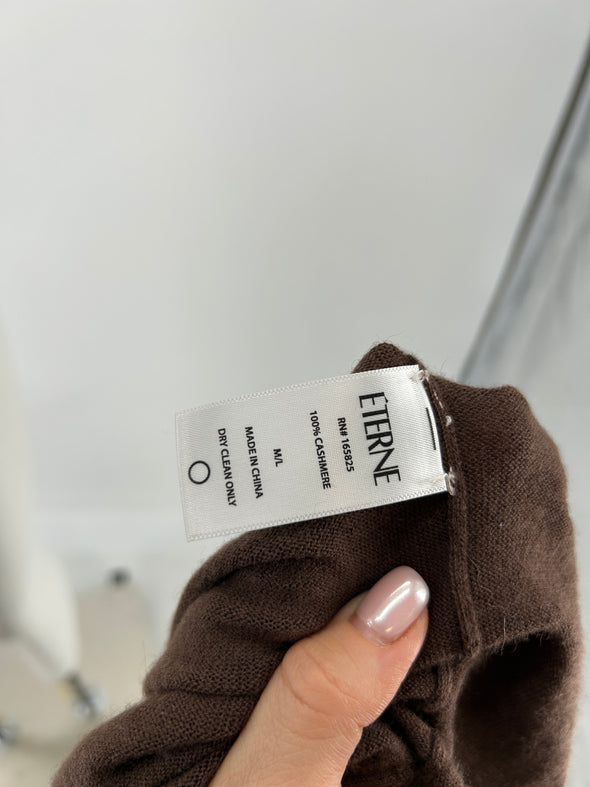 ÉTERNE
RN# 165825
100% CASHMERE
M/L
MADE IN CHINA
DRY CLEAN ONLY